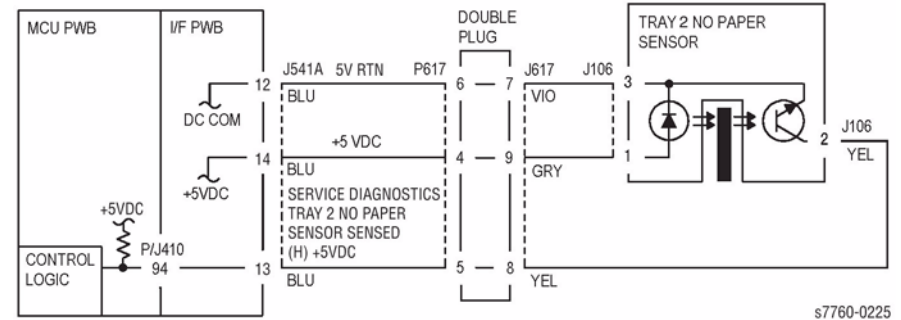 MCU PWB
I/F PWB
DOUBLE
PLUG
TRAY 2 NO PAPER
SENSOR
12
J541A 5V RTN P617
6 7
J617 J106
3
BLU
VIO
DC COM
14
+5 VDC
4 9
1
2
J106
YEL
BLU
GRY
+5VDC
SERVICE DIAGNOSTICS
TRAY 2 NO PAPER
SENSOR SENSED
(H) +5VDC
+5VDC
P/J410
CONTROL
LOGIC
94
13
5 8
BLU
YEL
s7760-0225